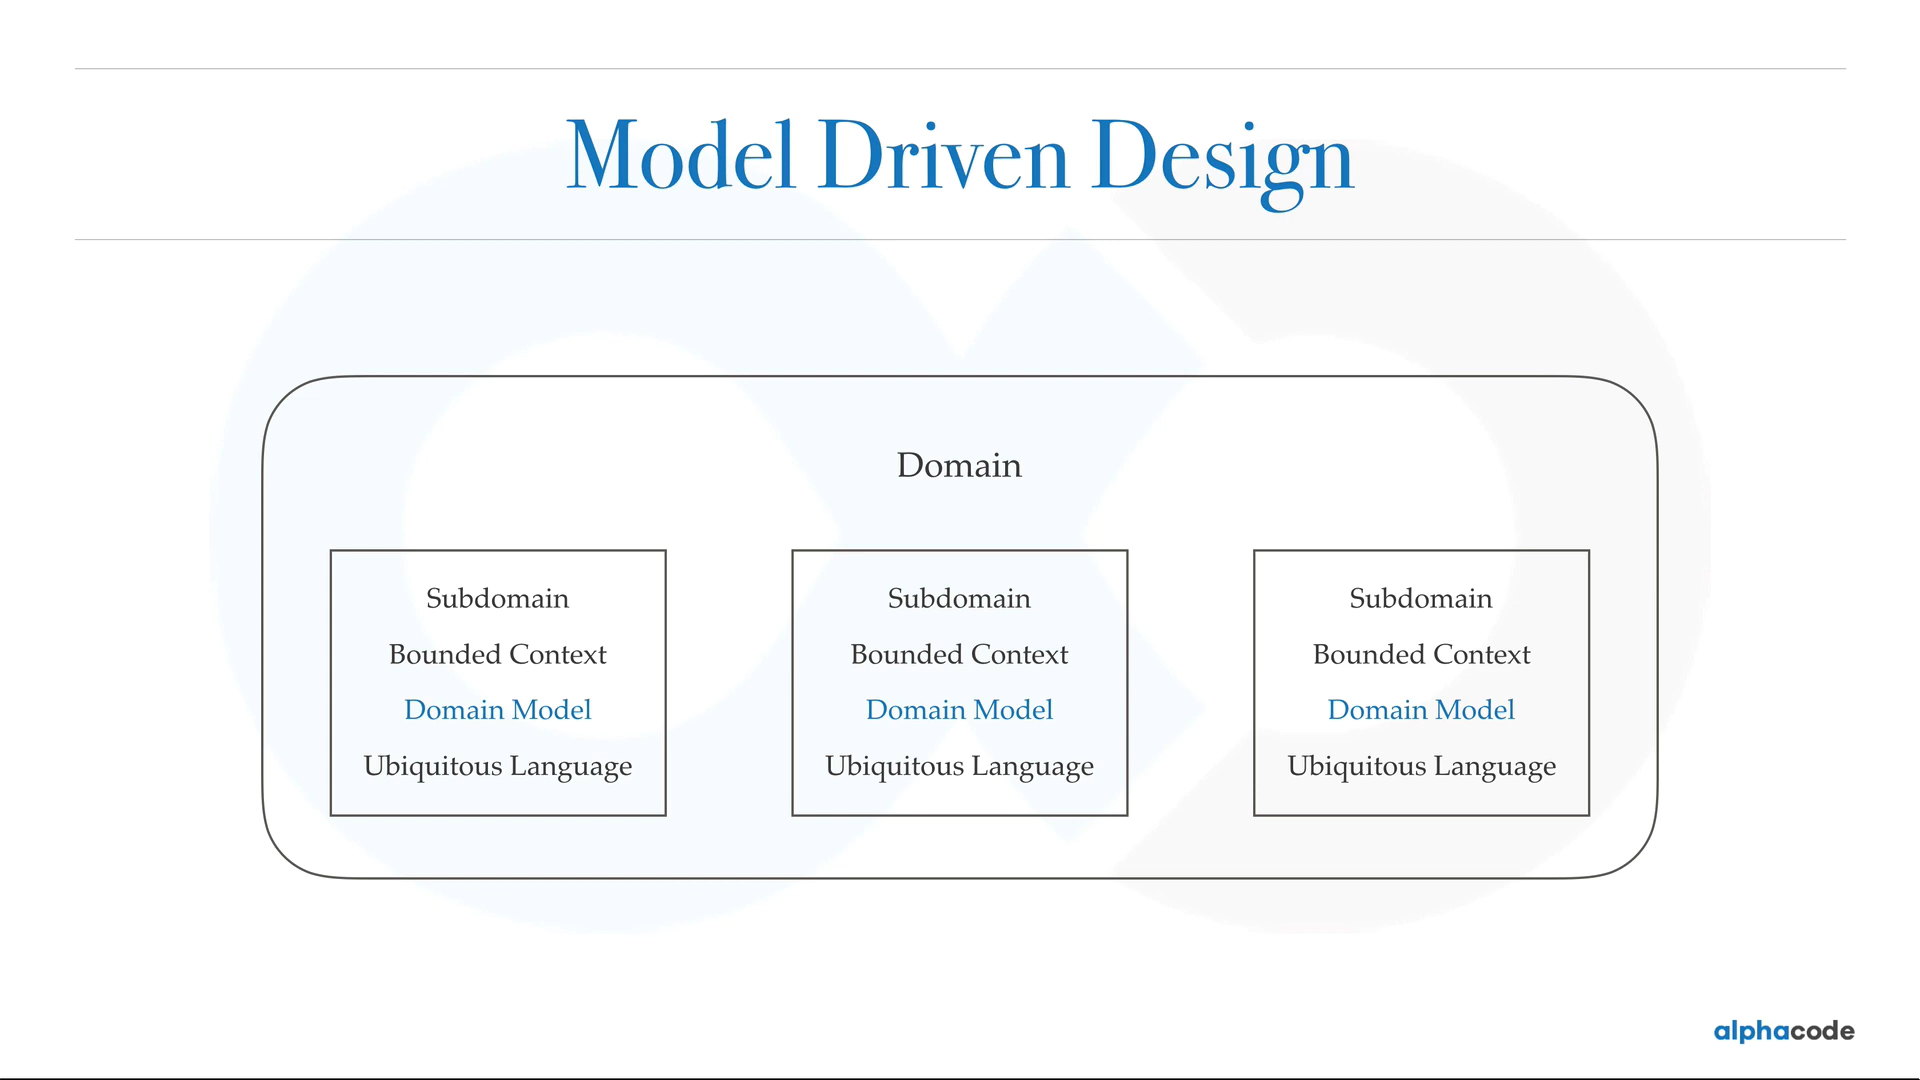 Model Driven Design
Domain
Subdomain
Bounded Context
Domain Model
Ubiquitous Language
Subdomain
Bounded Context
Domain Model
Ubiquitous Language
Subdomain
Bounded Context
Domain Model
Ubiquitous Language
alphacode